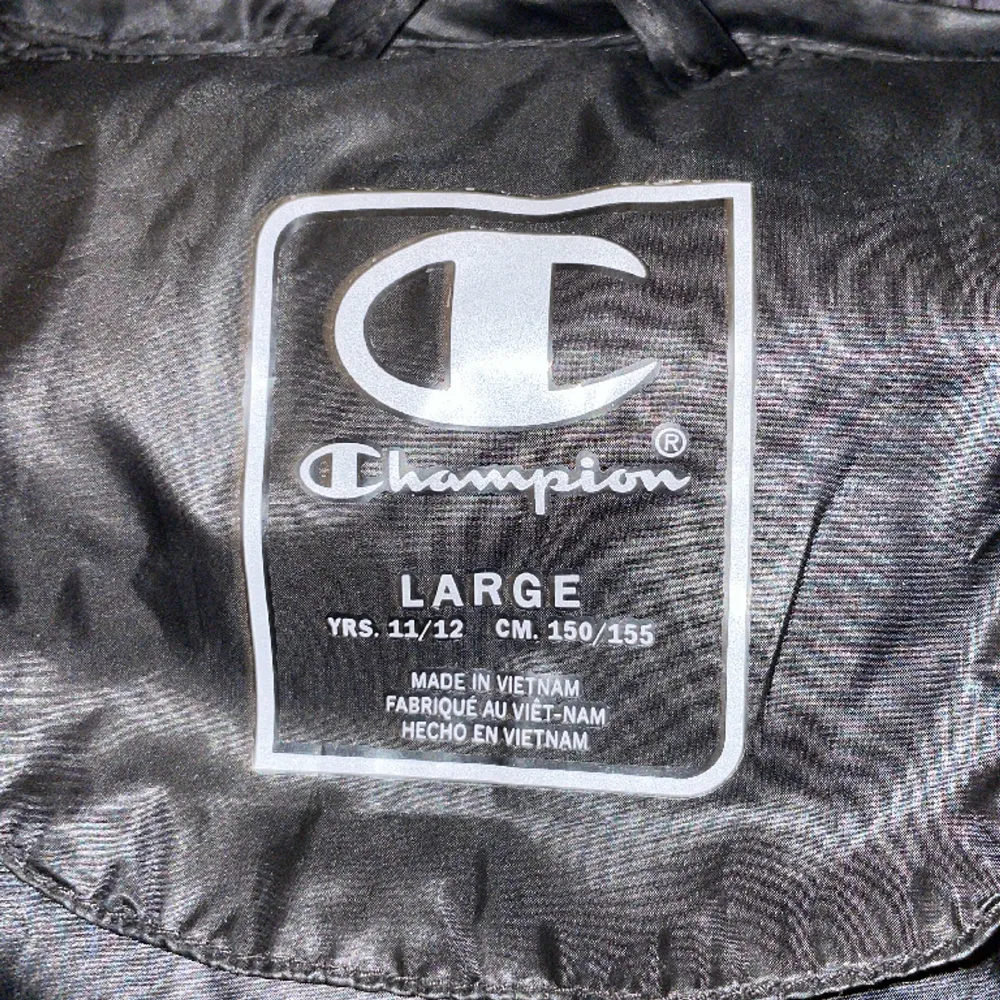 Champion®
LARGE
YRS. 11/12 CM. 150/155
MADE IN VIETNAM
FABRIQUÉ AU VIÊT-NAM
HECHO EN VIETNAM